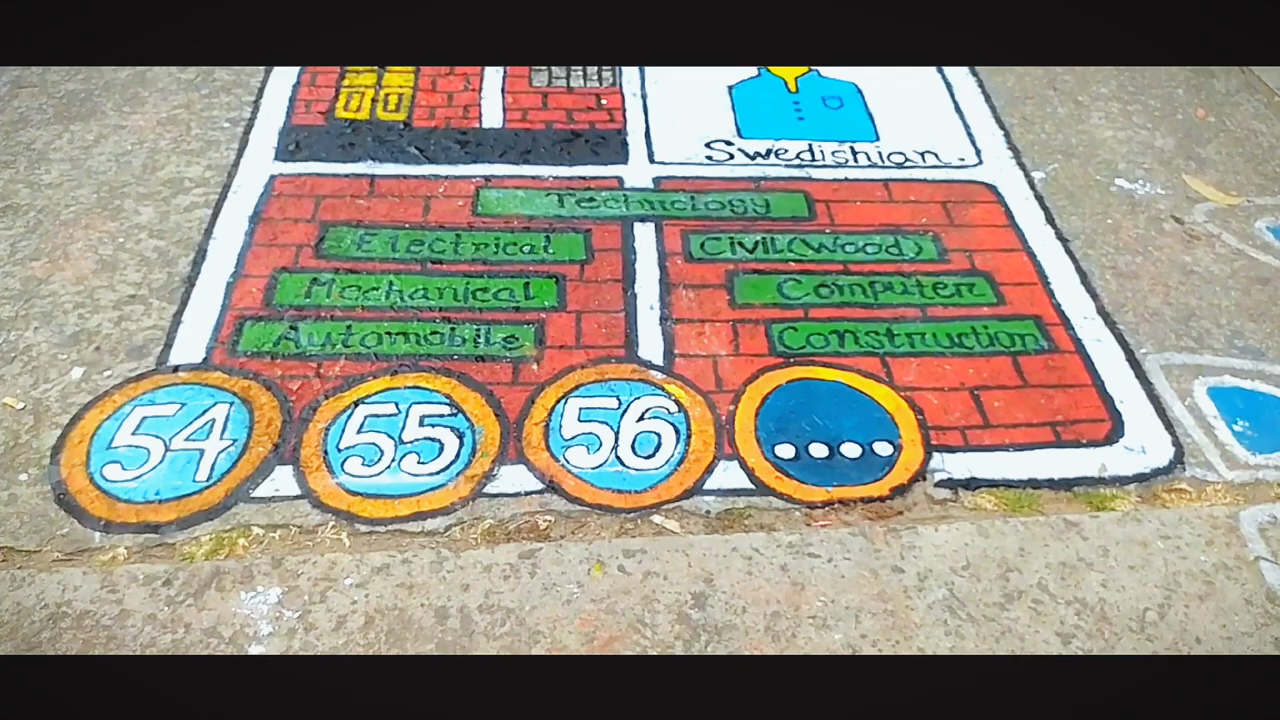 Swedishian.
Technology
Electrical Civil(Wood)
Mechanical Computer
Automobile Construction
54 55 56 ....